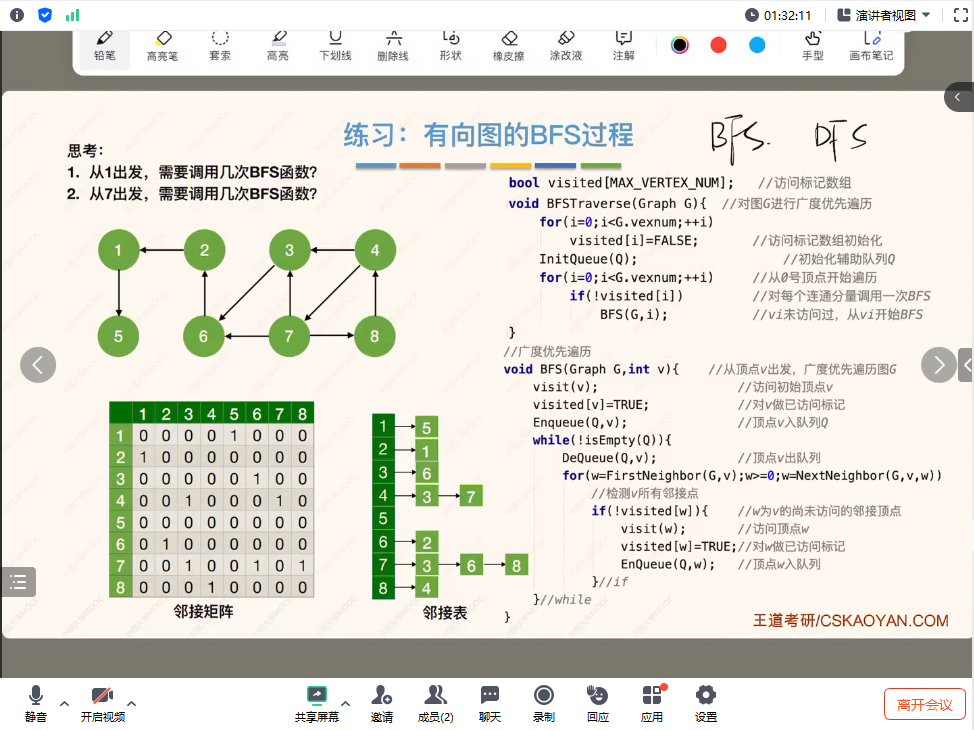 01:32:11
演讲者视图
铅笔 高亮笔 套索 高亮 下划线 删除线 形状 橡皮擦 涂改液 注解 手型 画布笔记
练习：有向图的BFS过程
BFS. DFS
思考：
1. 从1出发，需要调用几次BFS函数？
2. 从7出发，需要调用几次BFS函数？
1 2 3 4
5 6 7 8
1 2 3 4 5 6 7 8
1 0 0 0 0 1 0 0 0
2 1 0 0 0 0 0 0 0
3 0 0 0 0 0 1 0 0
4 0 0 1 0 0 0 1 0
5 0 0 0 0 0 0 0 0
6 0 1 0 0 0 0 0 0
7 0 0 1 0 0 1 0 1
8 0 0 0 1 0 0 0 0
邻接矩阵
1 5
2 1
3 6
4 3 7
5
6 2
7 3 6 8
8 4
邻接表
bool visited[MAX_VERTEX_NUM]; //访问标记数组
void BFSTraverse(Graph G){ //对图G进行广度优先遍历
for(i=0;i<G.vexnum;++i)
visited[i]=FALSE; //访问标记数组初始化
InitQueue(Q); //初始化辅助队列Q
for(i=0;i<G.vexnum;++i) //从0号顶点开始遍历
if(!visited[i]) //对每个连通分量调用一次BFS
BFS(G,i); //vi未访问过，从vi开始BFS
}
//广度优先遍历
void BFS(Graph G,int v){ //从顶点v出发，广度优先遍历图G
visit(v); //访问初始顶点v
visited[v]=TRUE; //对v做已访问标记
Enqueue(Q,v); //顶点v入队列Q
while(!isEmpty(Q)){
DeQueue(Q,v); //顶点v出队列
for(w=FirstNeighbor(G,v);w>=0;w=NextNeighbor(G,v,w))
//检测v所有邻接点
if(!visited[w]){ //w为v的尚未访问的邻接顶点
visit(w); //访问顶点w
visited[w]=TRUE;//对w做已访问标记
EnQueue(Q,w); //顶点w入队列
}//if
}//while
}
王道考研/CSKAOYAN.COM
静音 开启视频 共享屏幕 邀请 成员(2) 聊天 录制 回应 应用 设置 离开会议